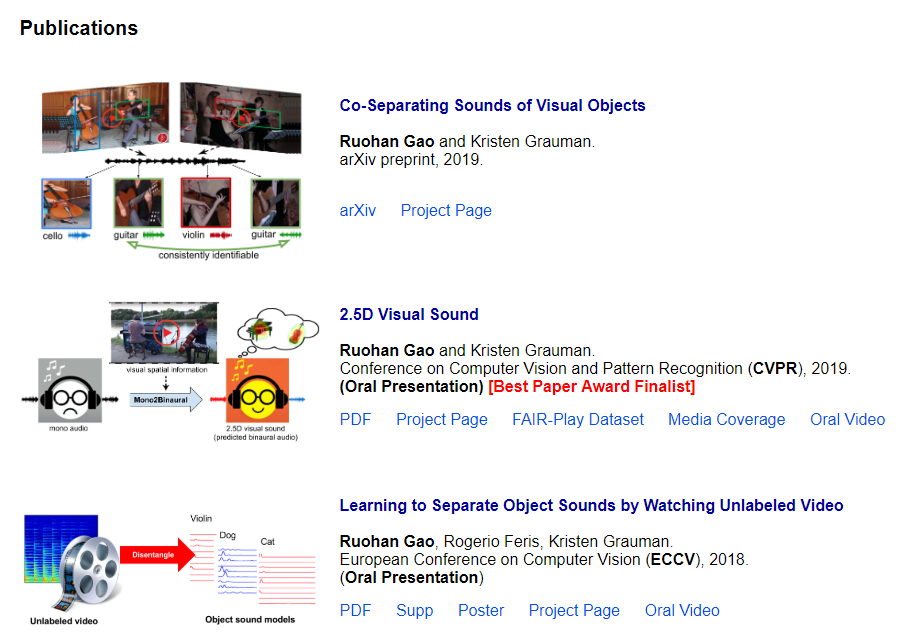 Publications
Co-Separating Sounds of Visual Objects
Ruohan Gao and Kristen Grauman.
arXiv preprint, 2019.
arXiv Project Page
cello
guitar
violin
guitar
consistently identifiable
2.5D Visual Sound
Ruohan Gao and Kristen Grauman.
Conference on Computer Vision and Pattern Recognition (CVPR), 2019.
(Oral Presentation) [Best Paper Award Finalist]
PDF Project Page FAIR-Play Dataset Media Coverage Oral Video
visual spatial information
Mono2Binaural
mono audio
2.5D visual sound
(predicted binaural audio)
Learning to Separate Object Sounds by Watching Unlabeled Video
Ruohan Gao, Rogerio Feris, Kristen Grauman.
European Conference on Computer Vision (ECCV), 2018.
(Oral Presentation)
PDF Supp Poster Project Page Oral Video
Violin
Dog
Cat
Disentangle
Unlabeled video
Object sound models